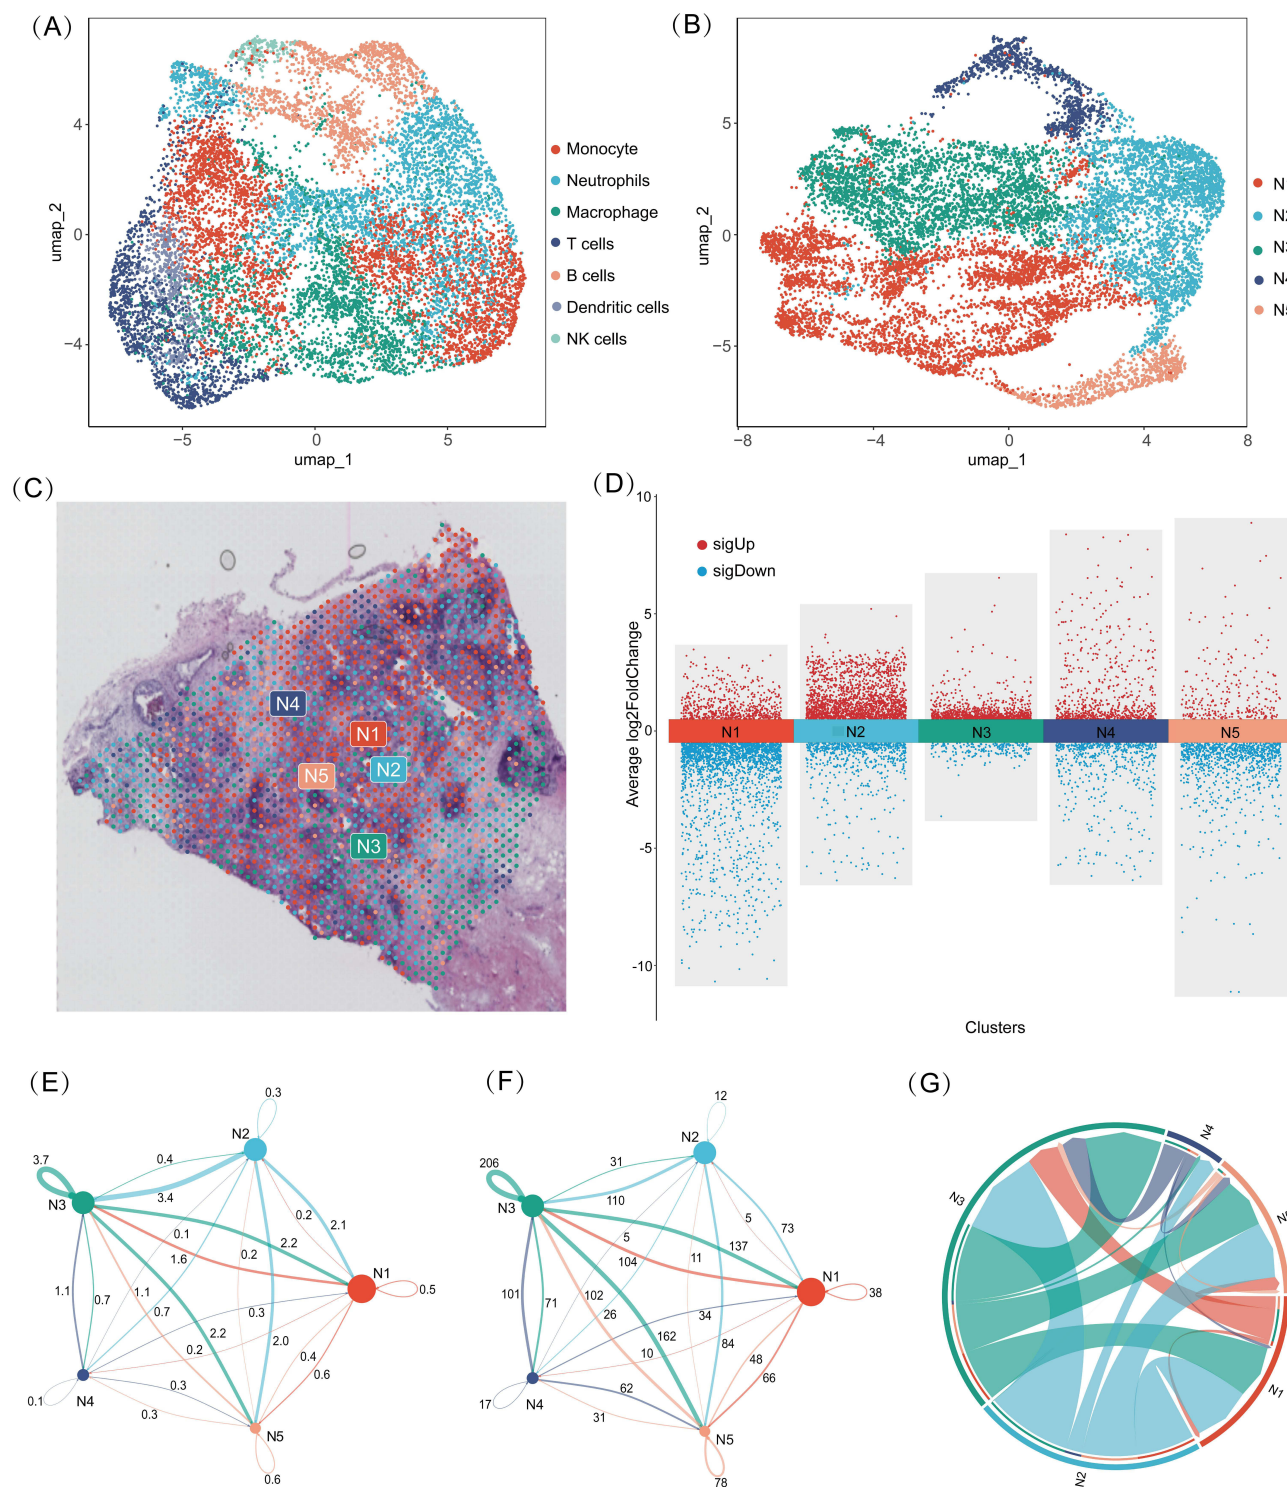 (A)
4
0
−4
umap_2
−5
0
5
umap_1
Monocyte
Neutrophils
Macrophage
T cells
B cells
Dendritic cells
NK cells
(B)
5
0
−5
umap_2
−8
−4
0
4
8
umap_1
N
N2
N3
N4
N5
(C)
N4
N1
N5
N2
N3
(D)
10
5
0
-5
-10
Average log2FoldChange
sigUp
sigDown
N1
N2
N3
N4
N5
Clusters
(E)
0.3
N2
3.7
0.4
N3
3.4
0.2
2.1
0.1
0.2
2.2
1.6
N1
0.5
1.1
0.7
1.1
0.7
0.3
2.2
2.0
0.2
0.4
0.6
0.3
0.1
N4
0.3
N5
0.6
(F)
12
N2
206
31
N3
110
5
73
5
11
137
104
N1
38
101
71
102
26
34
162
84
10
48
66
62
17
N4
31
N5
78
(G)
N4
N3
N1
N2